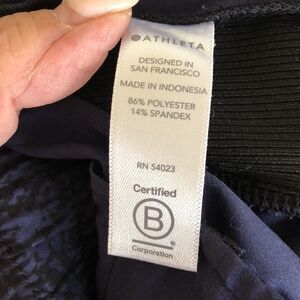 ATHLETA
DESIGNED IN
SAN FRANCISCO
MADE IN INDONESIA
86% POLYESTER
14% SPANDEX
RN 54023
Certified
B
Corporation